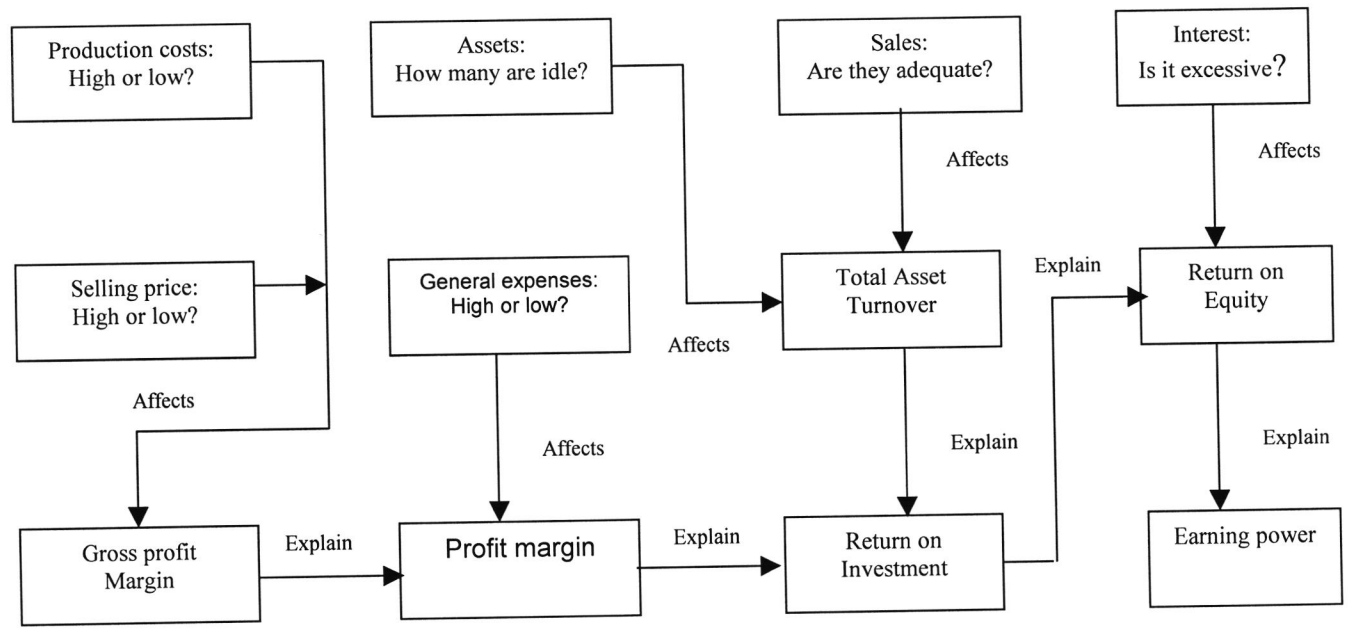 Production costs:
High or low?
Assets:
How many are idle?
Sales:
Are they adequate?
Interest:
Is it excessive?
Affects
Affects
Selling price:
High or low?
General expenses:
High or low?
Total Asset
Turnover
Explain
Return on
Equity
Affects
Affects
Affects
Explain
Explain
Gross profit
Margin
Explain
Profit margin
Explain
Return on
Investment
Earning power